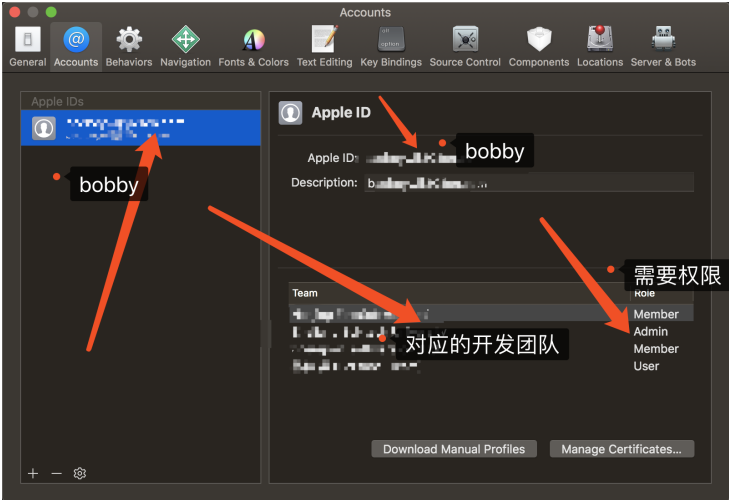 Accounts
General Accounts Behaviors Navigation Fonts & Colors Text Editing Key Bindings Source Control Components Locations Server & Bots
Apple IDs
bobby
Apple ID
Apple ID:
bobby
Description:
需要权限
Team Role
Member
Admin
对应的开发团队
Member
User
Download Manual Profiles Manage Certificates...